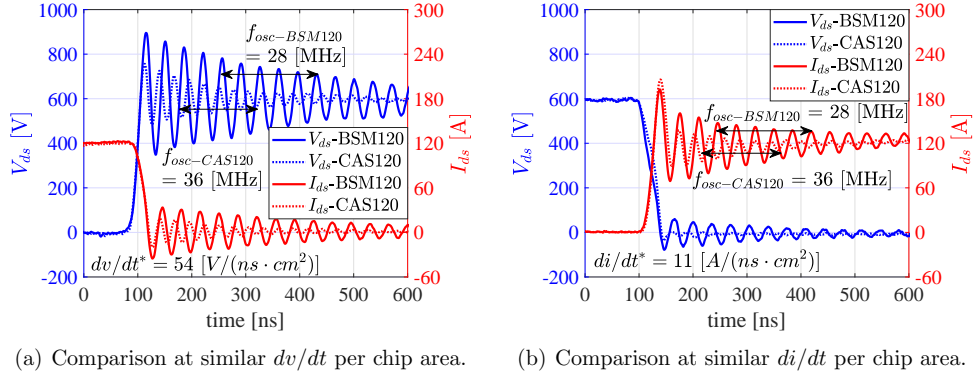 1000
800
600
400
200
0
-200
V_ds [V]
300
240
180
120
60
0
-60
I_ds [A]
f_osc−BSM120
= 28 [MHz]
f_osc−CAS120
= 36 [MHz]
V_ds-BSM120
V_ds-CAS120
I_ds-BSM120
I_ds-CAS120
dv/dt* = 54 [V/(ns · cm²)]
0 100 200 300 400 500 600
time [ns]
(a) Comparison at similar dv/dt per chip area.
1000
800
600
400
200
0
-200
V_ds [V]
300
240
180
120
60
0
-60
I_ds [A]
V_ds-BSM120
V_ds-CAS120
I_ds-BSM120
I_ds-CAS120
f_osc−BSM120 = 28 [MHz]
f_osc−CAS120 = 36 [MHz]
di/dt* = 11 [A/(ns · cm²)]
0 100 200 300 400 500 600
time [ns]
(b) Comparison at similar di/dt per chip area.